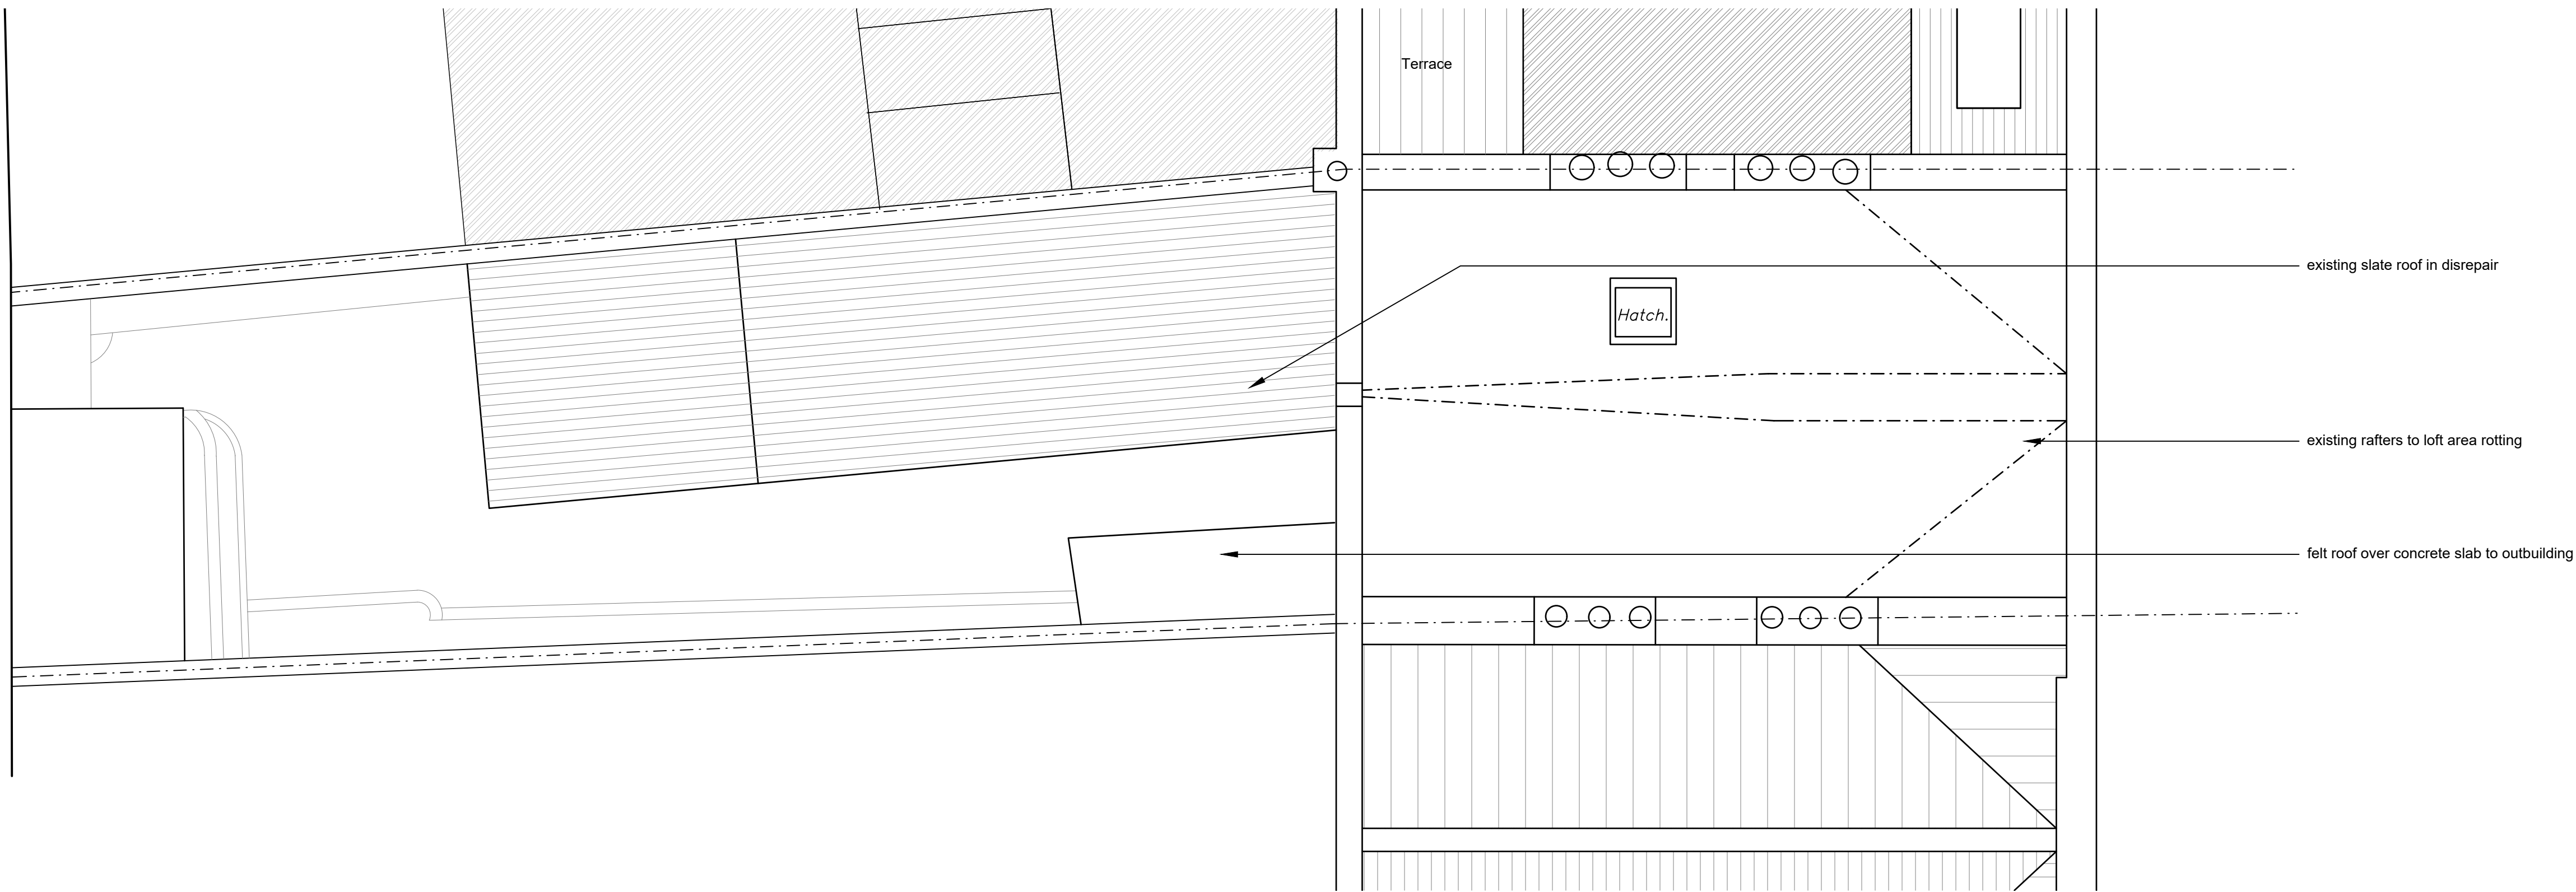 Terrace
existing slate roof in disrepair
Hatch.
existing rafters to loft area rotting
felt roof over concrete slab to outbuilding